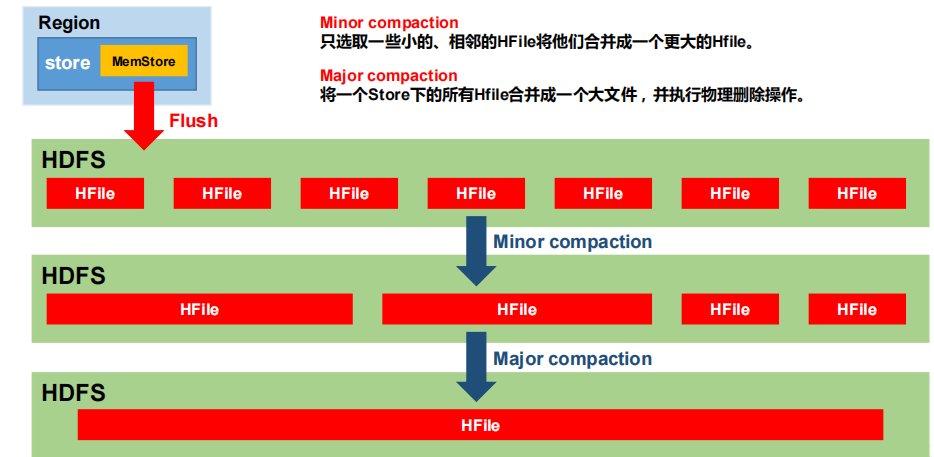 Region
store
MemStore
Flush
Minor compaction
只选取一些小的、相邻的HFile将他们合并成一个更大的Hfile。
Major compaction
将一个Store下的所有Hfile合并成一个大文件，并执行物理删除操作。
HDFS
HFile HFile HFile HFile HFile HFile HFile
Minor compaction
HDFS
HFile HFile HFile HFile
Major compaction
HDFS
HFile